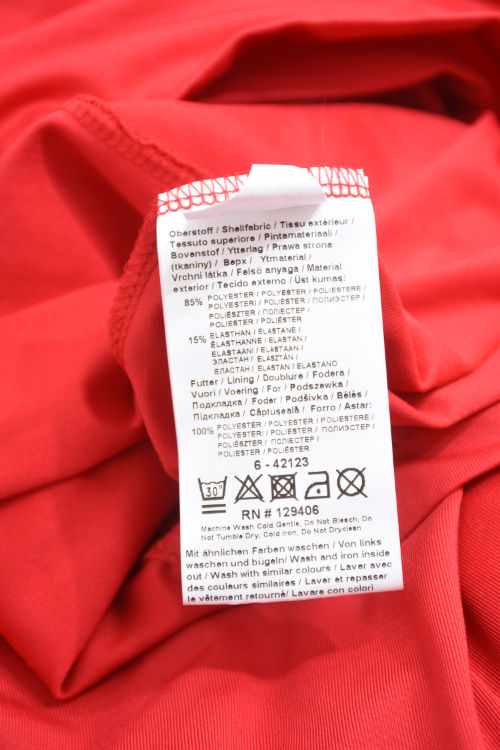 Oberstoff / Shellfabric / Tissu extérieur /
Tessuto superiore / Pintamateriaali /
Bovenstof / Ytterlag / Prawa strona
(tkaniny) / Верх / Ytmaterial /
Vrchní látka / Felső anyaga / Material
exterior / Tecido externo / Üst kumaş:
85% POLYESTER / POLYESTER / POLIESTERE /
POLYESTERI / POLIESTER / ПОЛИЭСТЕР /
POLIÉSZTER / ПОЛІЕСТЕР /
POLIESTER / POLIÉSTER
15% ELASTHAN / ELASTANE /
ÉLASTHANNE / ELASTAN /
ELASTAANI / ELASTAAN /
ЭЛАСТАН / ELASZTÁN /
ЕЛАСТАН / ELASTAN / ELASTANO
Futter / Lining / Doublure / Fodera /
Vuori / Voering / For / Podszewka /
Подкладка / Foder / Podšívka / Bélés /
Підкладка / Căptuşeală / Forro / Astar:
100% POLYESTER / POLYESTER / POLIESTERE /
POLYESTERI / POLIESTER / ПОЛИЭСТЕР /
POLIÉSZTER / ПОЛІЕСТЕР /
POLIESTER / POLIÉSTER
6 - 42123
30°
RN # 129406
Machine Wash Cold Gentle, Do Not Bleach, Do
Not Tumble Dry, Cold iron, Do Not Dryclean
Mit ähnlichen Farben waschen / Von links
waschen und bügeln/ Wash and iron inside
out / Wash with similar colours / Laver avec des
couleurs similaires / Laver et repasser
le vêtement retourné/ Lavare con colori